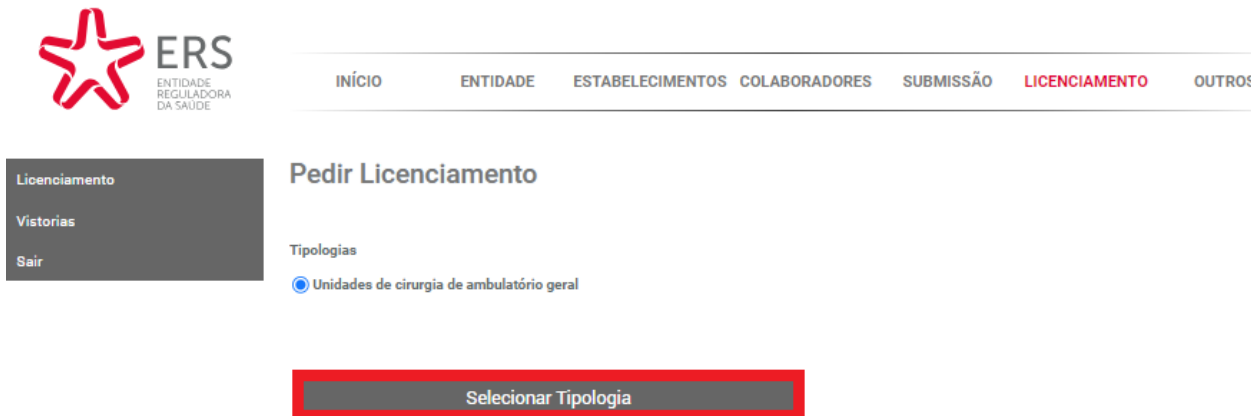 ERS
ENTIDADE
REGULADORA
DA SAÚDE
INÍCIO ENTIDADE ESTABELECIMENTOS COLABORADORES SUBMISSÃO LICENCIAMENTO OUTROS
Licenciamento
Vistorias
Sair
Pedir Licenciamento
Tipologias
Unidades de cirurgia de ambulatório geral
Selecionar Tipologia